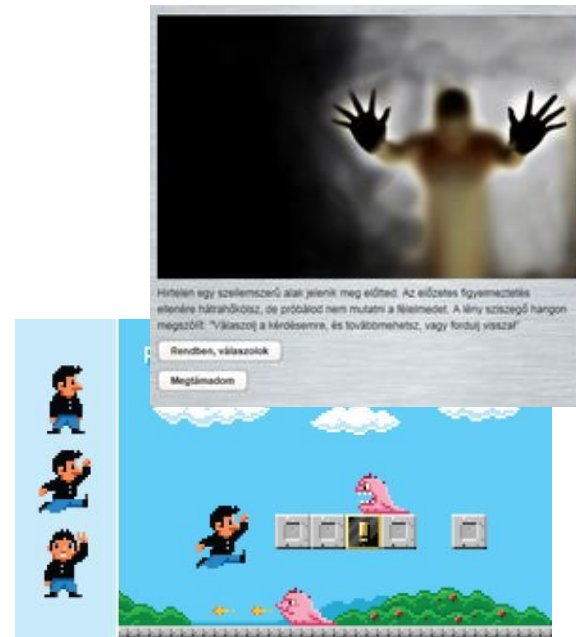 Hirtelen egy szellemszerű alak jelenik meg előtted. Az előzetes figyelmeztetés
ellenére hátrahőkölsz, de próbálod nem mutatni a félelmedet. A lény sziszegő hangon
megszólít: "Válaszolj a kérdésemre, és továbbmehetsz, vagy fordulj vissza!"
Rendben, válaszolok
Megtámadom
!